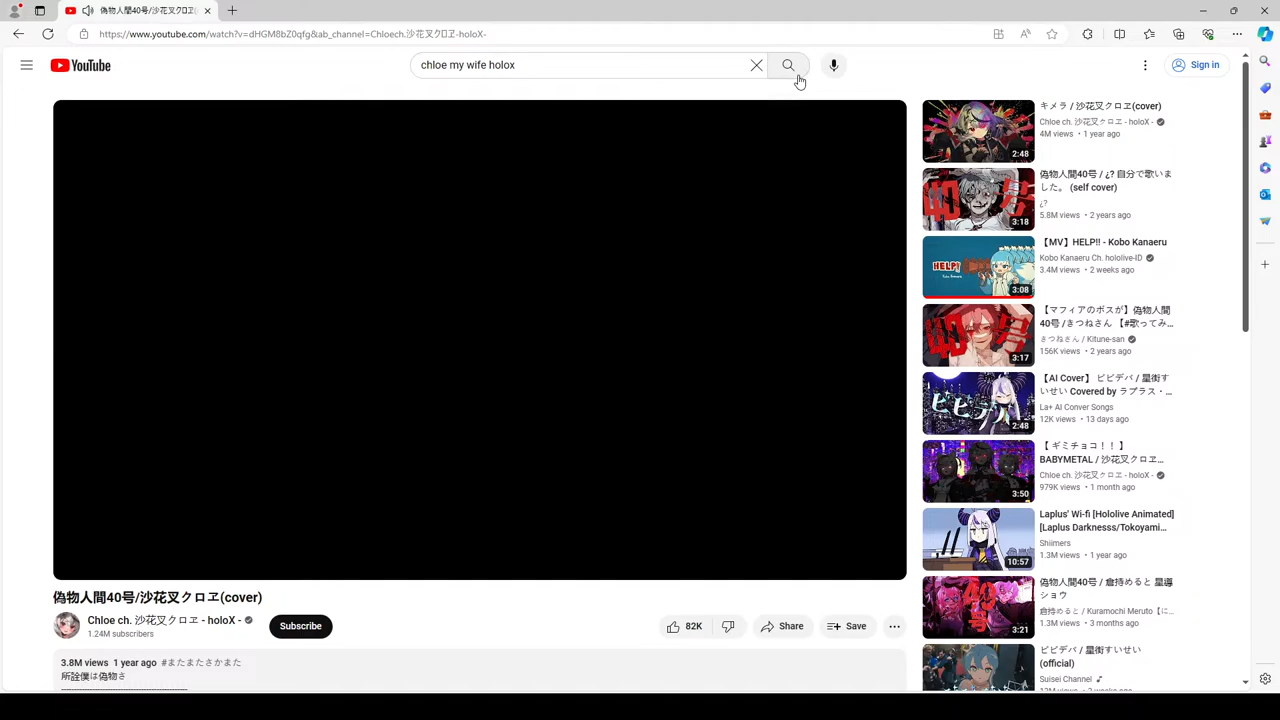 偽物人間40号/沙花叉クロヱ(
https://www.youtube.com/watch?v=dHGM8bZ0qfg&ab_channel=Chloech.沙花叉クロヱ-holoX-
YouTube
chloe my wife holox
Sign in
キメラ / 沙花叉クロヱ(cover)
Chloe ch. 沙花叉クロヱ - holoX -
4M views • 1 year ago
2:48
偽物人間40号 / ¿? 自分で歌いま
した。 (self cover)
¿?
5.8M views • 2 years ago
40 号
3:18
【MV】HELP!! - Kobo Kanaeru
Kobo Kanaeru Ch. hololive-ID
3.4M views • 2 weeks ago
HELP!
3:08
【マフィアのボスが】偽物人間
40号 /きつねさん 【#歌ってみ...
きつねさん / Kitune-san
156K views • 2 years ago
40 号
3:17
【AI Cover】 ビビデバ / 星街す
いせい Covered by ラプラス・...
La+ AI Conver Songs
12K views • 13 days ago
ビビデバ
2:48
【 ギミチョコ！！ 】
BABYMETAL / 沙花叉クロヱ...
Chloe ch. 沙花叉クロヱ - holoX -
979K views • 1 month ago
3:50
Laplus' Wi-fi [Hololive Animated]
[Laplus Darknesss/Tokoyami...
Shiimers
1.3M views • 1 year ago
10:57
偽物人間40号 / 倉持めると 星導
ショウ
倉持めると / Kuramochi Meruto【に...
1.3M views • 3 months ago
40号
3:21
ビビデバ / 星街すいせい
(official)
Suisei Channel
偽物人間40号/沙花叉クロヱ(cover)
Chloe ch. 沙花叉クロヱ - holoX -
1.24M subscribers
Subscribe
82K
Share
Save
3.8M views 1 year ago #またまたさかまた
所詮僕は偽物さ